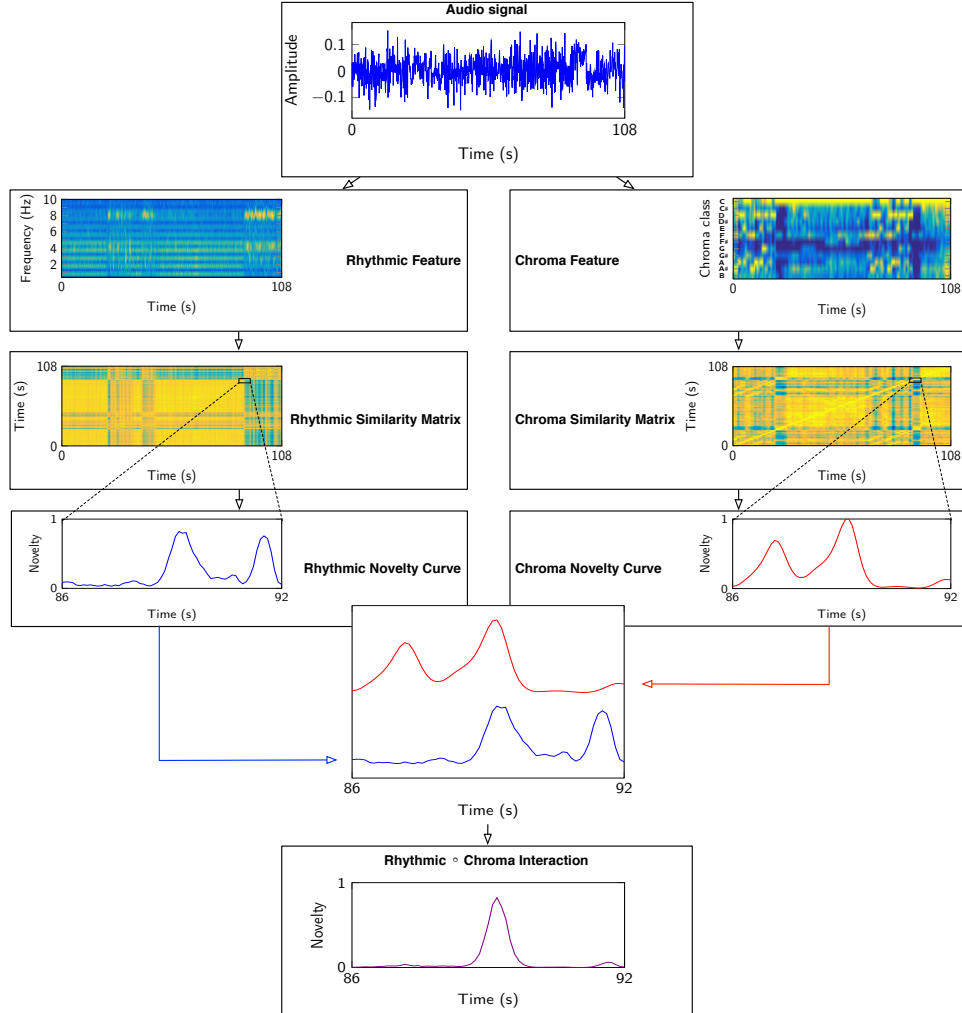 Audio signal
Amplitude
0.1
0
−0.1
0
108
Time (s)
Frequency (Hz)
10
8
6
4
2
0
108
Time (s)
Rhythmic Feature
Chroma Feature
Chroma class
C
C#
D
D#
E
F
F#
G
G#
A
A#
B
0
108
Time (s)
Time (s)
108
0
0
108
Time (s)
Rhythmic Similarity Matrix
Chroma Similarity Matrix
Time (s)
108
0
0
108
Time (s)
Novelty
1
0
86
92
Time (s)
Rhythmic Novelty Curve
Chroma Novelty Curve
Novelty
1
0
86
92
Time (s)
86
92
Time (s)
Rhythmic ∘ Chroma Interaction
Novelty
1
0
86
92
Time (s)